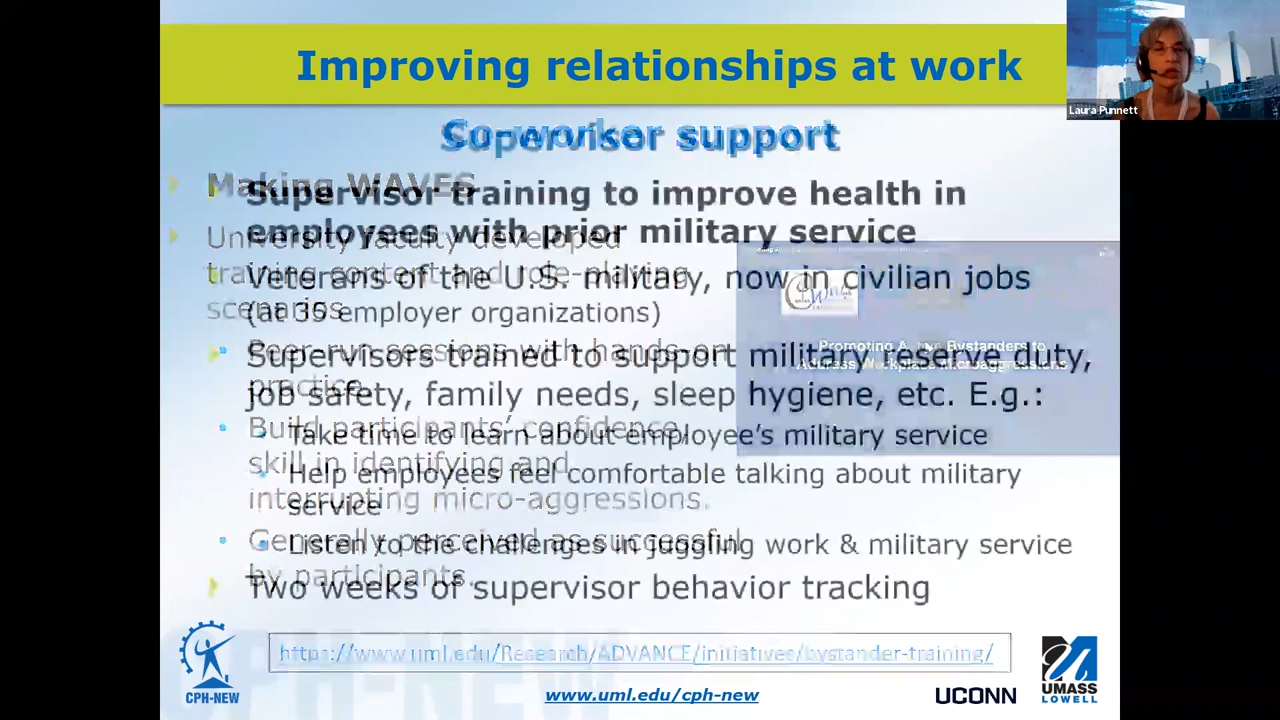 Improving relationships at work
Laura Punnett
Co-worker support
Supervisor support
Making WAVES
Supervisor training to improve health in
employees with prior military service
University faculty developed
training content and role-playing
scenarios
Veterans of the U.S. military, now in civilian jobs
(at 35 employer organizations)
Promoting Active Bystanders to
Address Workplace Microaggressions
Peer-run sessions with hands-on
practice.
Supervisors trained to support military reserve duty,
job safety, family needs, sleep hygiene, etc. E.g.:
Build participants’ confidence,
skill in identifying and
interrupting micro-aggressions.
Take time to learn about employee’s military service
Help employees feel comfortable talking about military
service
Generally perceived as successful
by participants.
Listen to the challenges in juggling work & military service
Two weeks of supervisor behavior tracking
https://www.uml.edu/Research/ADVANCE/initiatives/bystander-training/
www.uml.edu/cph-new
CPH-NEW
UCONN
UMASS
LOWELL